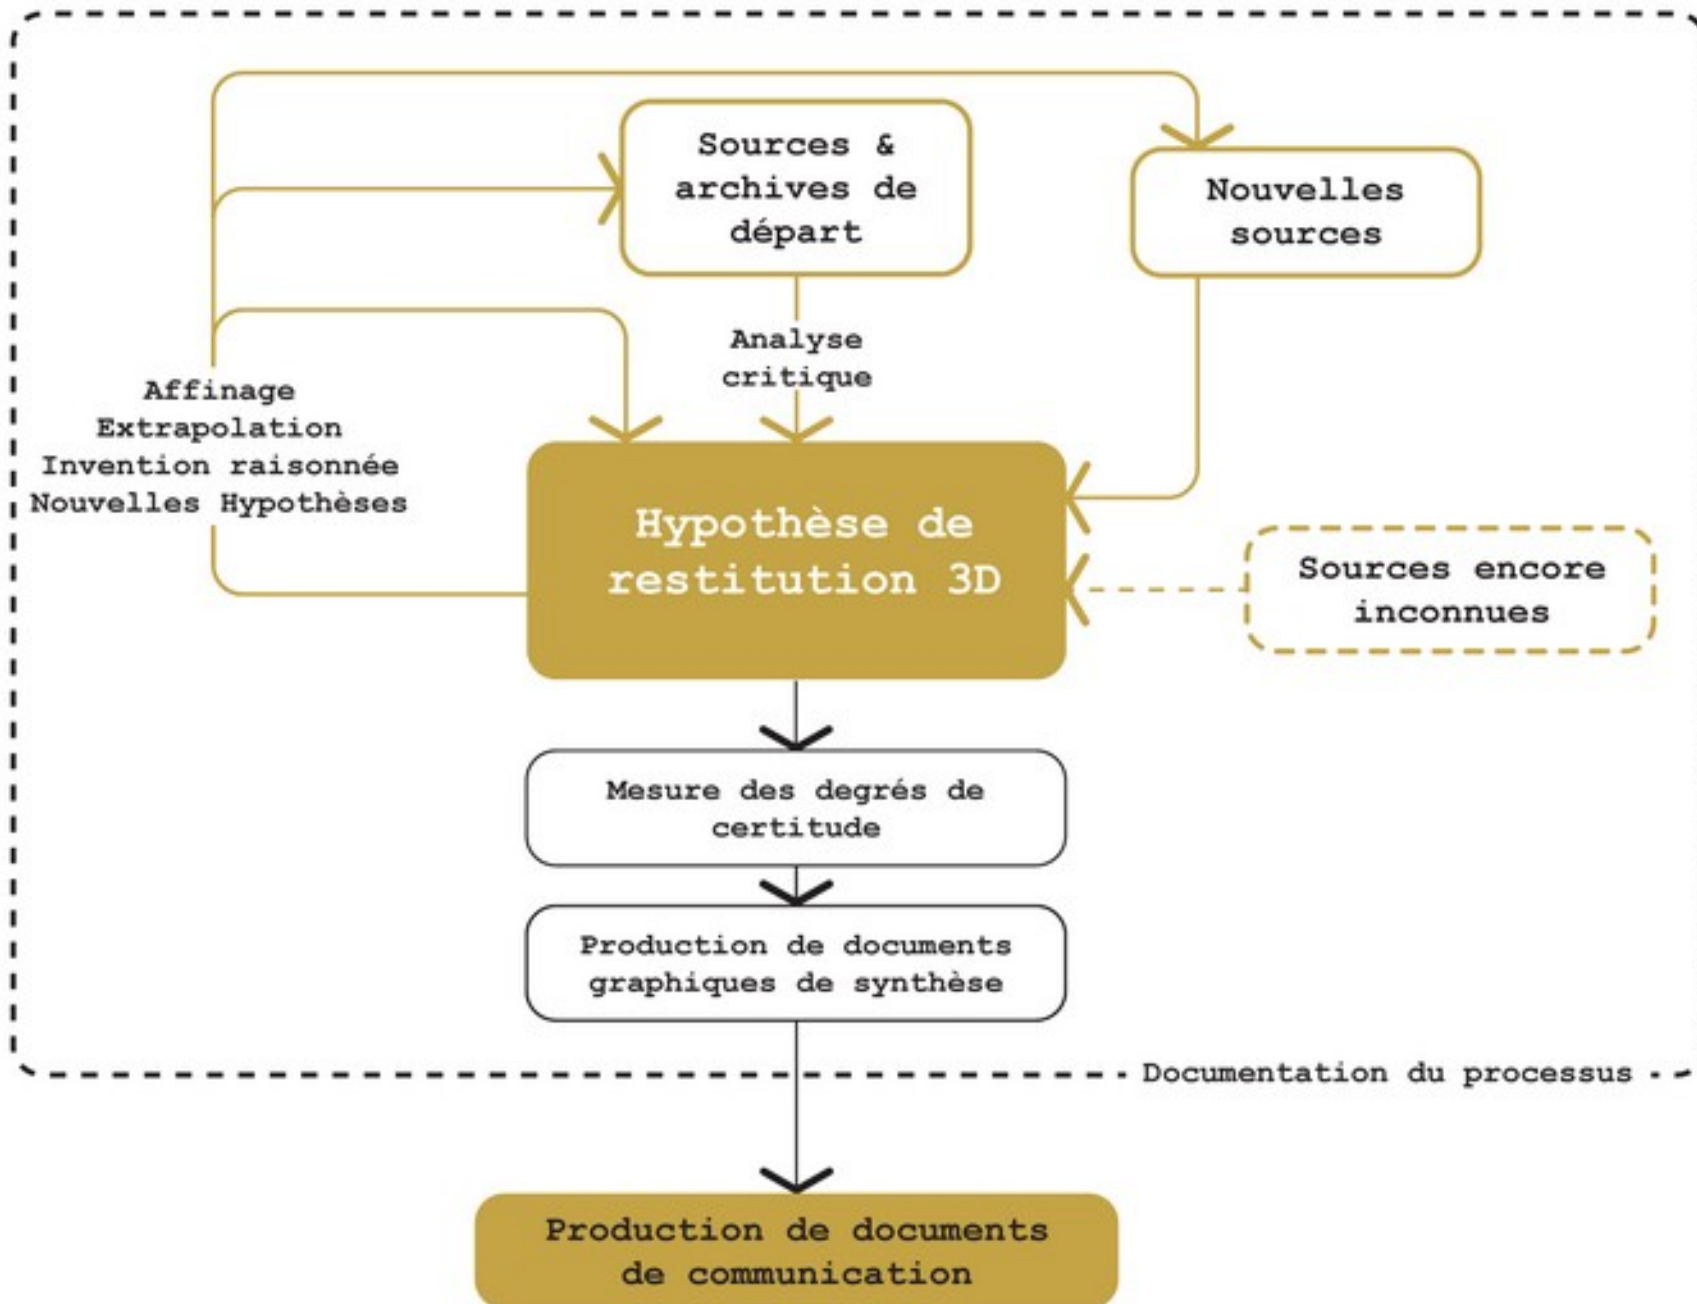 Sources &
archives de
départ
Nouvelles
sources
Analyse
critique
Affinage
Extrapolation
Invention raisonnée
Nouvelles Hypothèses
Hypothèse de
restitution 3D
Sources encore
inconnues
Mesure des degrés de
certitude
Production de documents
graphiques de synthèse
Documentation du processus
Production de documents
de communication